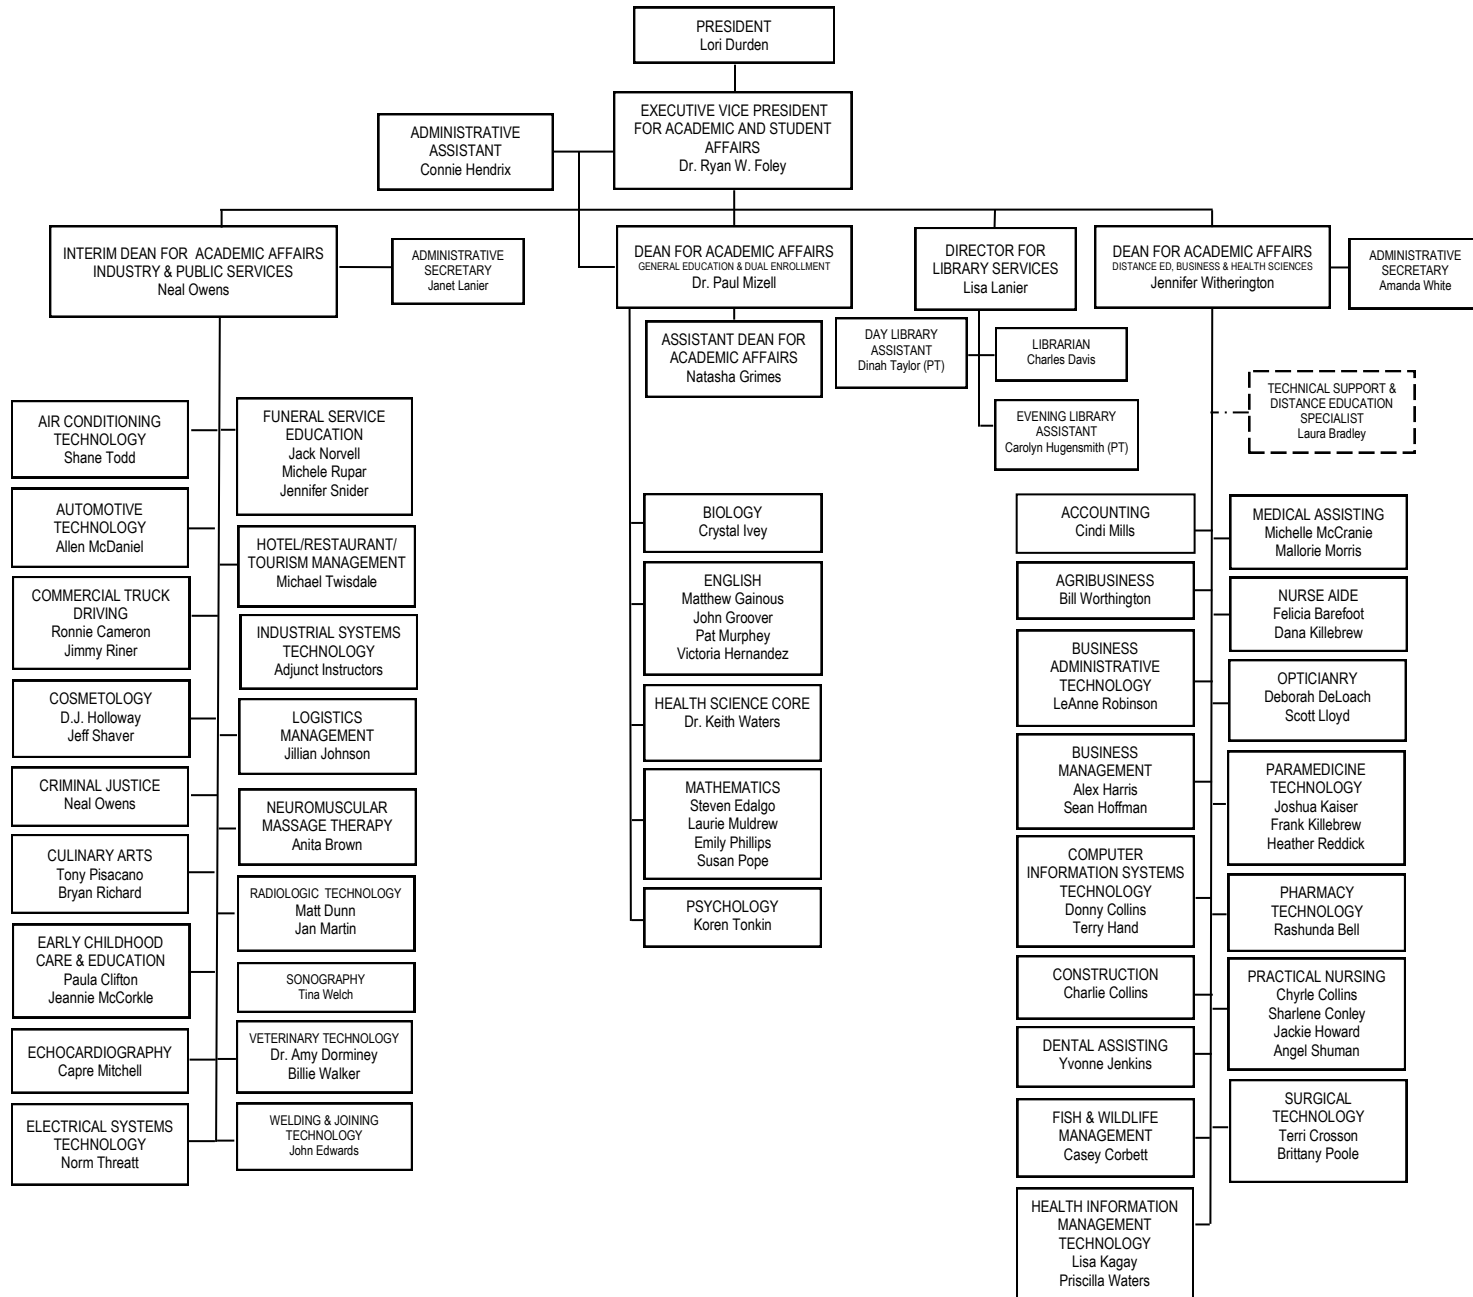 PRESIDENT
Lori Durden
EXECUTIVE VICE PRESIDENT
FOR ACADEMIC AND STUDENT
AFFAIRS
Dr. Ryan W. Foley
ADMINISTRATIVE
ASSISTANT
Connie Hendrix
INTERIM DEAN FOR ACADEMIC AFFAIRS
INDUSTRY & PUBLIC SERVICES
Neal Owens
ADMINISTRATIVE
SECRETARY
Janet Lanier
DEAN FOR ACADEMIC AFFAIRS
GENERAL EDUCATION & DUAL ENROLLMENT
Dr. Paul Mizell
DIRECTOR FOR
LIBRARY SERVICES
Lisa Lanier
DEAN FOR ACADEMIC AFFAIRS
DISTANCE ED, BUSINESS & HEALTH SCIENCES
Jennifer Witherington
ADMINISTRATIVE
SECRETARY
Amanda White
ASSISTANT DEAN FOR
ACADEMIC AFFAIRS
Natasha Grimes
DAY LIBRARY
ASSISTANT
Dinah Taylor (PT)
LIBRARIAN
Charles Davis
EVENING LIBRARY
ASSISTANT
Carolyn Hugensmith (PT)
TECHNICAL SUPPORT &
DISTANCE EDUCATION
SPECIALIST
Laura Bradley
AIR CONDITIONING
TECHNOLOGY
Shane Todd
AUTOMOTIVE
TECHNOLOGY
Allen McDaniel
COMMERCIAL TRUCK
DRIVING
Ronnie Cameron
Jimmy Riner
COSMETOLOGY
D.J. Holloway
Jeff Shaver
CRIMINAL JUSTICE
Neal Owens
CULINARY ARTS
Tony Pisacano
Bryan Richard
EARLY CHILDHOOD
CARE & EDUCATION
Paula Clifton
Jeannie McCorkle
ECHOCARDIOGRAPHY
Capre Mitchell
ELECTRICAL SYSTEMS
TECHNOLOGY
Norm Threatt
FUNERAL SERVICE
EDUCATION
Jack Norvell
Michele Rupar
Jennifer Snider
HOTEL/RESTAURANT/
TOURISM MANAGEMENT
Michael Twisdale
INDUSTRIAL SYSTEMS
TECHNOLOGY
Adjunct Instructors
LOGISTICS
MANAGEMENT
Jillian Johnson
NEUROMUSCULAR
MASSAGE THERAPY
Anita Brown
RADIOLOGIC TECHNOLOGY
Matt Dunn
Jan Martin
SONOGRAPHY
Tina Welch
VETERINARY TECHNOLOGY
Dr. Amy Dorminey
Billie Walker
WELDING & JOINING
TECHNOLOGY
John Edwards
BIOLOGY
Crystal Ivey
ENGLISH
Matthew Gainous
John Groover
Pat Murphey
Victoria Hernandez
HEALTH SCIENCE CORE
Dr. Keith Waters
MATHEMATICS
Steven Edalgo
Laurie Muldrew
Emily Phillips
Susan Pope
PSYCHOLOGY
Koren Tonkin
ACCOUNTING
Cindi Mills
AGRIBUSINESS
Bill Worthington
BUSINESS
ADMINISTRATIVE
TECHNOLOGY
LeAnne Robinson
BUSINESS
MANAGEMENT
Alex Harris
Sean Hoffman
COMPUTER
INFORMATION SYSTEMS
TECHNOLOGY
Donny Collins
Terry Hand
CONSTRUCTION
Charlie Collins
DENTAL ASSISTING
Yvonne Jenkins
FISH & WILDLIFE
MANAGEMENT
Casey Corbett
HEALTH INFORMATION
MANAGEMENT
TECHNOLOGY
Lisa Kagay
Priscilla Waters
MEDICAL ASSISTING
Michelle McCranie
Mallorie Morris
NURSE AIDE
Felicia Barefoot
Dana Killebrew
OPTICIANRY
Deborah DeLoach
Scott Lloyd
PARAMEDICINE
TECHNOLOGY
Joshua Kaiser
Frank Killebrew
Heather Reddick
PHARMACY
TECHNOLOGY
Rashunda Bell
PRACTICAL NURSING
Chyrle Collins
Sharlene Conley
Jackie Howard
Angel Shuman
SURGICAL
TECHNOLOGY
Terri Crosson
Brittany Poole